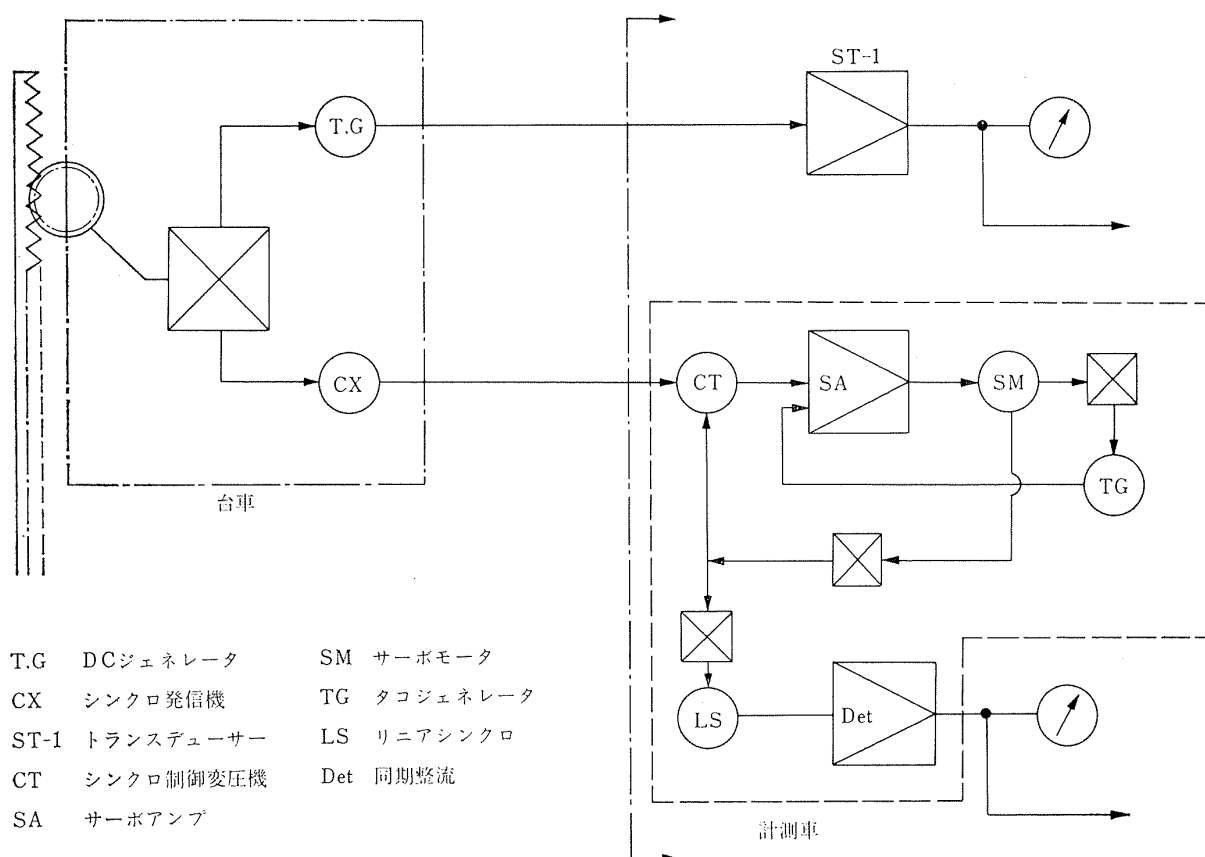 ST-1
T.G
CX
CT
SA
SM
TG
台車
LS
Det
計測車
T.G DCジェネレータ
CX シンクロ発信機
ST-1 トランスデューサー
CT シンクロ制御変圧機
SA サーボアンプ
SM サーボモータ
TG タコジェネレータ
LS リニアシンクロ
Det 同期整流